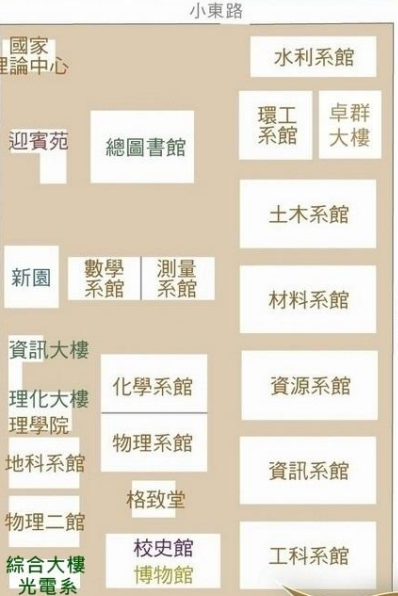 小東路
國家
理論中心
水利系館
迎賓苑
總圖書館
環工
系館
卓群
大樓
土木系館
新園
數學
系館
測量
系館
材料系館
資訊大樓
理化大樓
理學院
化學系館
資源系館
物理系館
地科系館
資訊系館
格致堂
物理二館
校史館
博物館
工科系館
綜合大樓
光電系